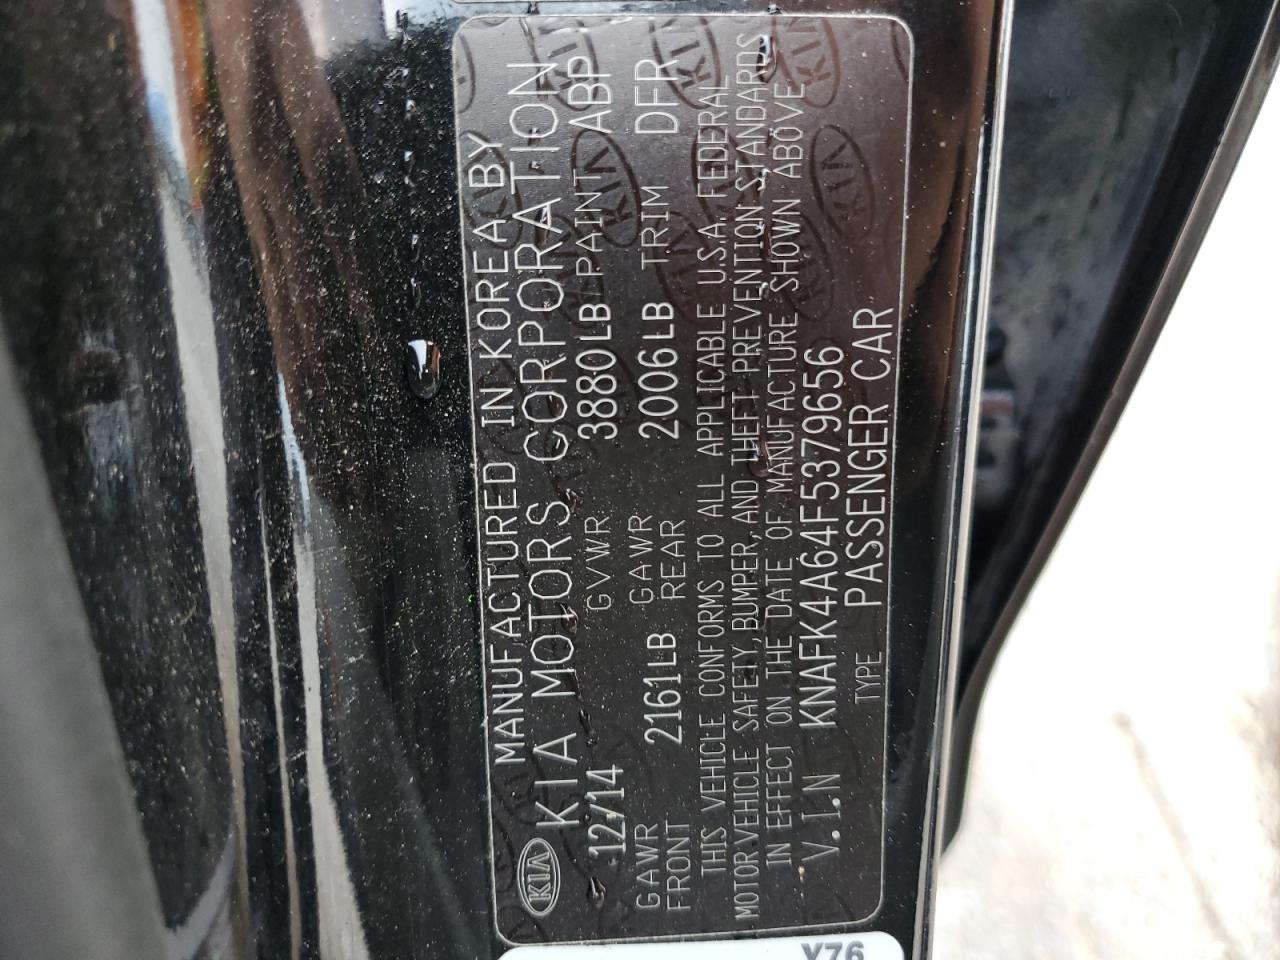 MANUFACTURED IN KOREA BY
KIA KIA MOTORS CORPORATION
12/14 GVWR 3880LB PAINT ABP
GAWR FRONT 2161LB GAWR REAR 2006LB TRIM DFR
THIS VEHICLE CONFORMS TO ALL APPLICABLE U.S.A. FEDERAL
MOTOR VEHICLE SAFETY, BUMPER, AND THEFT PREVENTION STANDARDS
IN EFFECT ON THE DATE OF MANUFACTURE SHOWN ABOVE
V.I.N KNAFK4A64F5379656
TYPE PASSENGER CAR
Y76